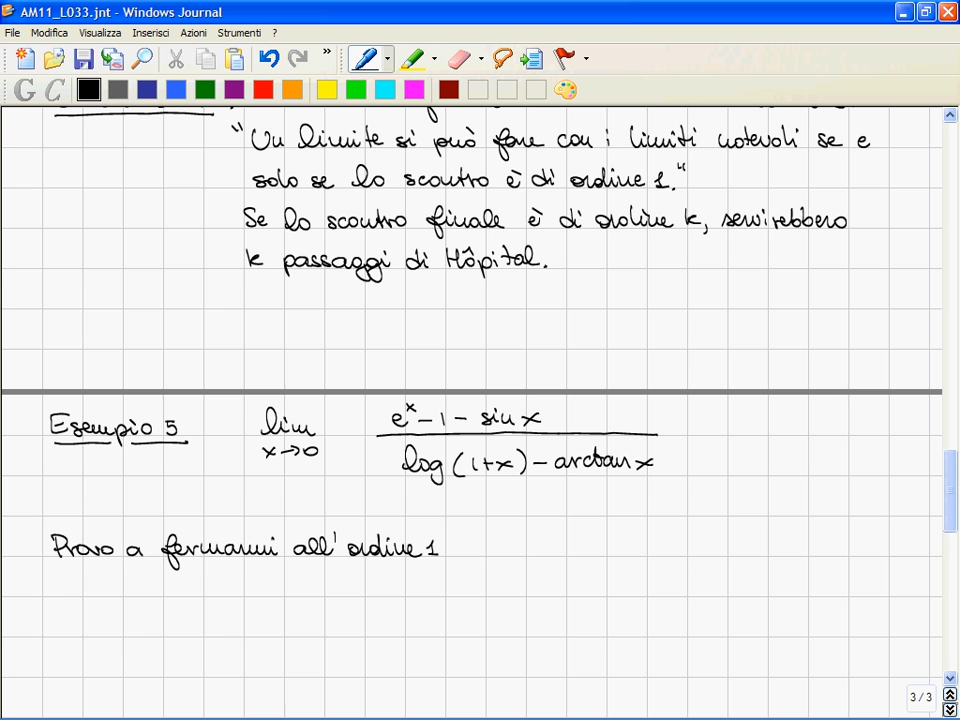 AM11_L033.jnt - Windows Journal
File Modifica Visualizza Inserisci Azioni Strumenti ?
"Un limite si può fare con i limiti notevoli se e
solo se lo scontro è di ordine 1."
Se lo scontro finale è di ordine k, servirebbero
k passaggi di Hôpital.
Esempio 5 lim x→0 (e^x - 1 - sin x) / (log (1+x) - arctan x)
Provo a fermarmi all'ordine 1
3 / 3